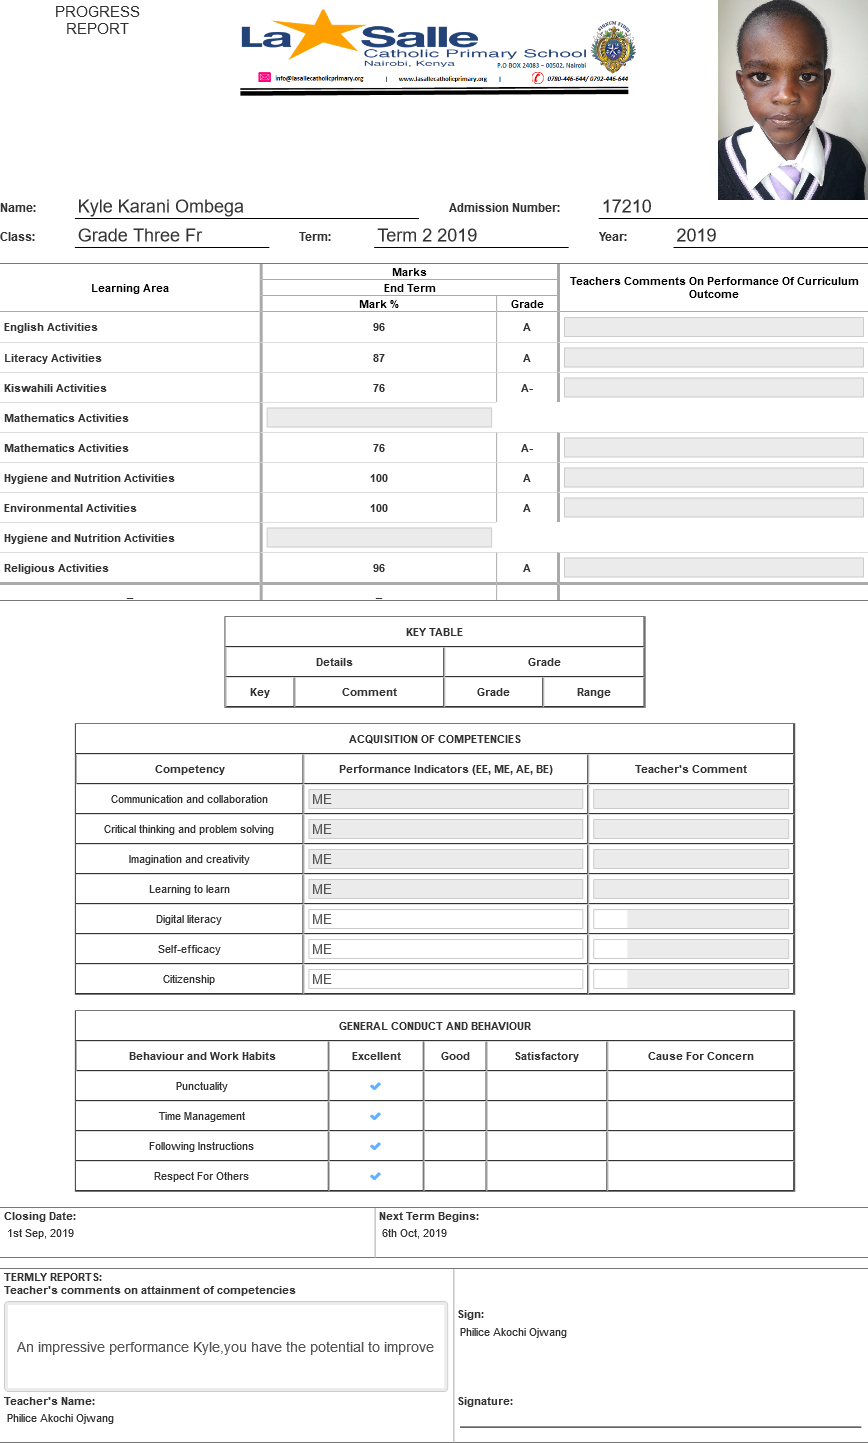 PROGRESS
REPORT
La Salle
Catholic Primary School
Nairobi, Kenya
P.O BOX 24083 – 00502, Nairobi
info@lasallecatholicprimary.org | www.lasallecatholicprimary.org | 0780-446-644/ 0792-446-644
Name: Kyle Karani Ombega Admission Number: 17210
Class: Grade Three Fr Term: Term 2 2019 Year: 2019
Learning Area Marks Teachers Comments On Performance Of Curriculum Outcome
End Term
Mark % Grade
English Activities 96 A
Literacy Activities 87 A
Kiswahili Activities 76 A-
Mathematics Activities
Mathematics Activities 76 A-
Hygiene and Nutrition Activities 100 A
Environmental Activities 100 A
Hygiene and Nutrition Activities
Religious Activities 96 A
_ _
KEY TABLE
Details Grade
Key Comment Grade Range
ACQUISITION OF COMPETENCIES
Competency Performance Indicators (EE, ME, AE, BE) Teacher's Comment
Communication and collaboration ME
Critical thinking and problem solving ME
Imagination and creativity ME
Learning to learn ME
Digital literacy ME
Self-efficacy ME
Citizenship ME
GENERAL CONDUCT AND BEHAVIOUR
Behaviour and Work Habits Excellent Good Satisfactory Cause For Concern
Punctuality
Time Management
Following Instructions
Respect For Others
Closing Date: Next Term Begins:
1st Sep, 2019 6th Oct, 2019
TERMLY REPORTS:
Teacher's comments on attainment of competencies
Sign:
Philice Akochi Ojwang
An impressive performance Kyle,you have the potential to improve
Teacher's Name: Signature:
Philice Akochi Ojwang